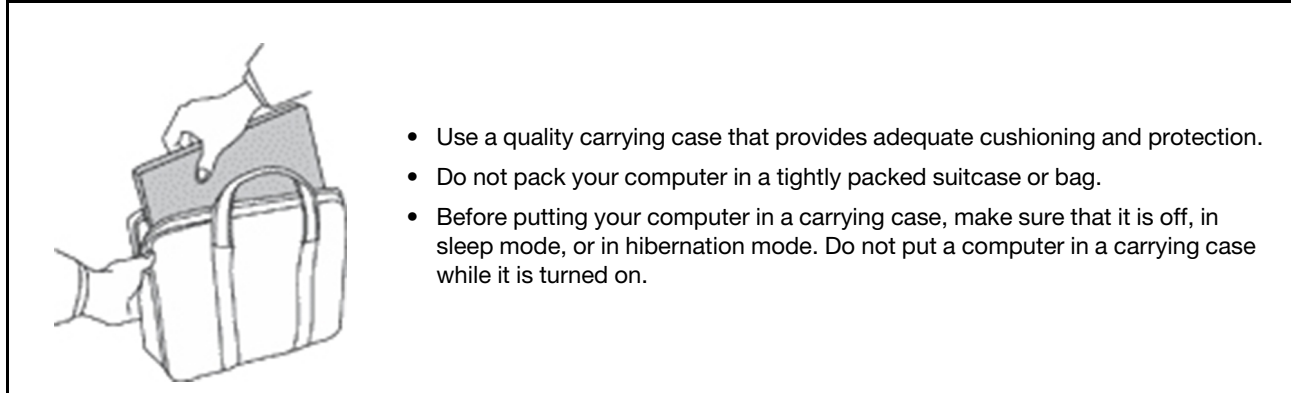 • Use a quality carrying case that provides adequate cushioning and protection.
• Do not pack your computer in a tightly packed suitcase or bag.
• Before putting your computer in a carrying case, make sure that it is off, in
sleep mode, or in hibernation mode. Do not put a computer in a carrying case
while it is turned on.